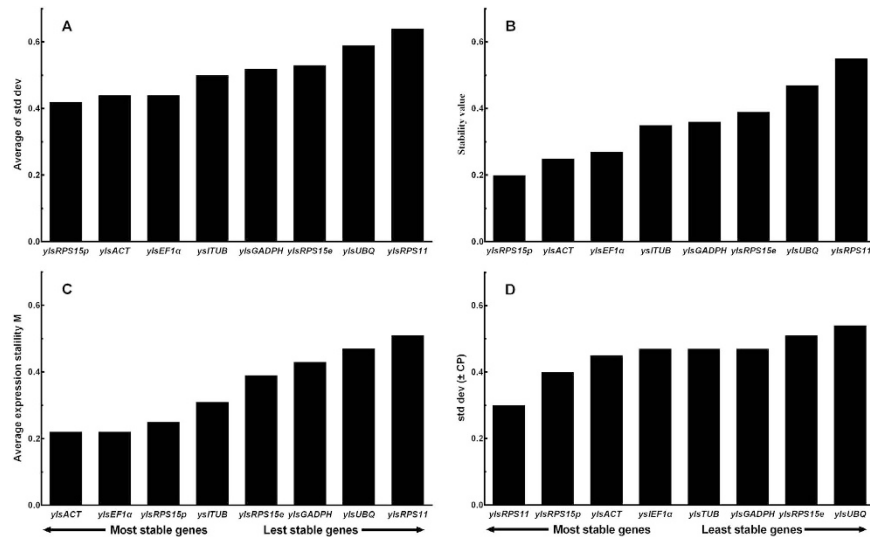 A
Average of std dev
0.6
0.4
0.2
0.0
ylsRPS15p ylsACT ylsEF1α yslTUB ylsGADPH ylsRPS15e ylsUBQ ylsRPS11
B
Stability value
0.6
0.4
0.2
0.0
ylsRPS15p ylsACT ylsEF1α yslTUB ylsGADPH ylsRPS15e ylsUBQ ylsRPS11
C
Average expression stalility M
0.6
0.4
0.2
0.0
ylsACT ylsEF1α ylsRPS15p yslTUB ylsRPS15e ylsGADPH ylsUBQ ylsRPS11
Most stable genes Lest stable genes
D
std dev (± CP)
0.6
0.4
0.2
0.0
ylsRPS11 ylsRPS15p ylsACT ylsEF1α ylsTUB ylsGADPH ylsRPS15e ylsUBQ
Most stable genes Least stable genes